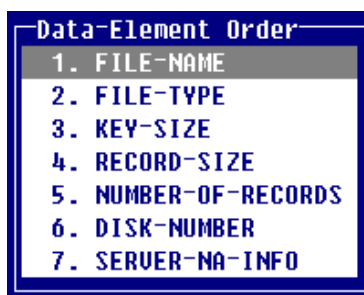 Data-Element Order
1. FILE-NAME
2. FILE-TYPE
3. KEY-SIZE
4. RECORD-SIZE
5. NUMBER-OF-RECORDS
6. DISK-NUMBER
7. SERVER-NA-INFO